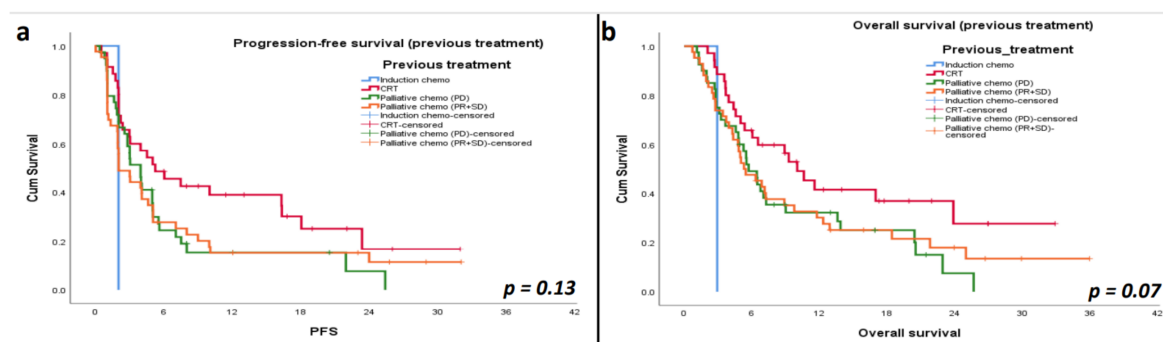 a
Progression-free survival (previous treatment)
Previous treatment
Induction chemo
CRT
Palliative chemo (PD)
Palliative chemo (PR+SD)
Induction chemo-censored
CRT-censored
Palliative chemo (PD)-censored
Palliative chemo (PR+SD)-censored
Cum Survival
1.0
0.8
0.6
0.4
0.2
0.0
p = 0.13
0 6 12 18 24 30 36 42
PFS
b
Overall survival (previous treatment)
Previous_treatment
Induction chemo
CRT
Palliative chemo (PD)
Palliative chemo (PR+SD)
Induction chemo-censored
CRT-censored
Palliative chemo (PD)-censored
Palliative chemo (PR+SD)-
censored
Cum Survival
1.0
0.8
0.6
0.4
0.2
0.0
p = 0.07
0 6 12 18 24 30 36 42
Overall survival